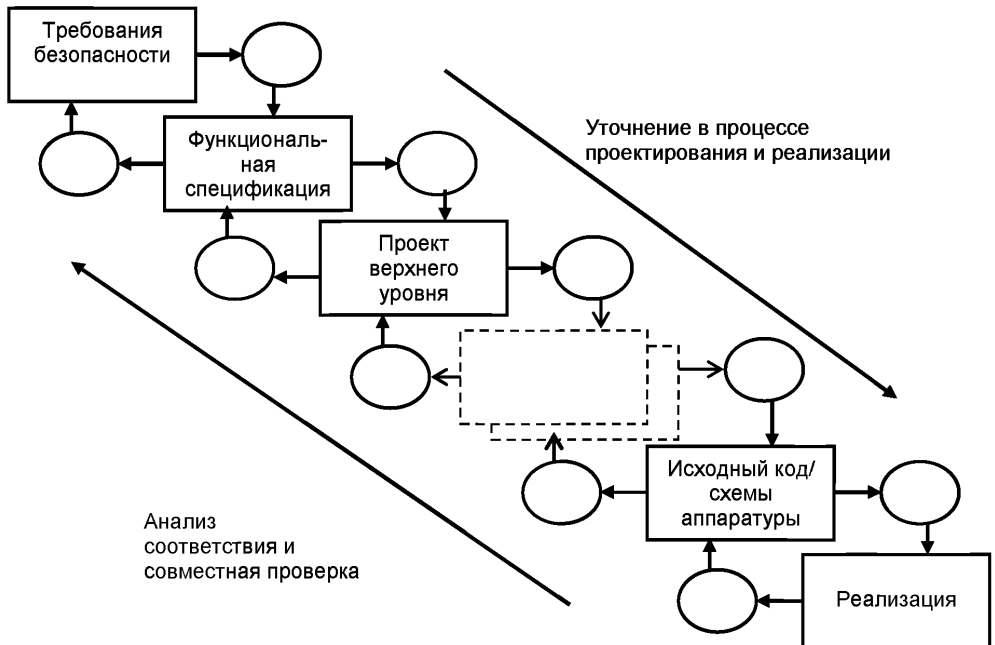 Требования
безопасности
Функциональ-
ная
спецификация
Уточнение в процессе
проектирования и реализации
Проект
верхнего
уровня
Исходный код/
схемы
аппаратуры
Анализ
соответствия и
совместная проверка
Реализация